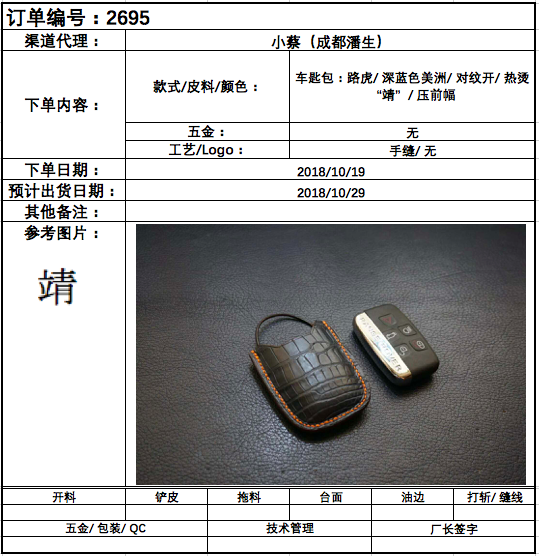 订单编号：2695
渠道代理：
小蔡（成都潘生）
下单内容：
款式/皮料/颜色：
车匙包：路虎/ 深蓝色美洲/ 对纹开/ 热烫
“靖”/ 压前幅
五金：
无
工艺/Logo：
手缝/ 无
下单日期：
2018/10/19
预计出货日期：
2018/10/29
其他备注：
参考图片：
靖
开料
铲皮
拖料
台面
油边
打斩/ 缝线
五金/ 包装/ QC
技术管理
厂长签字